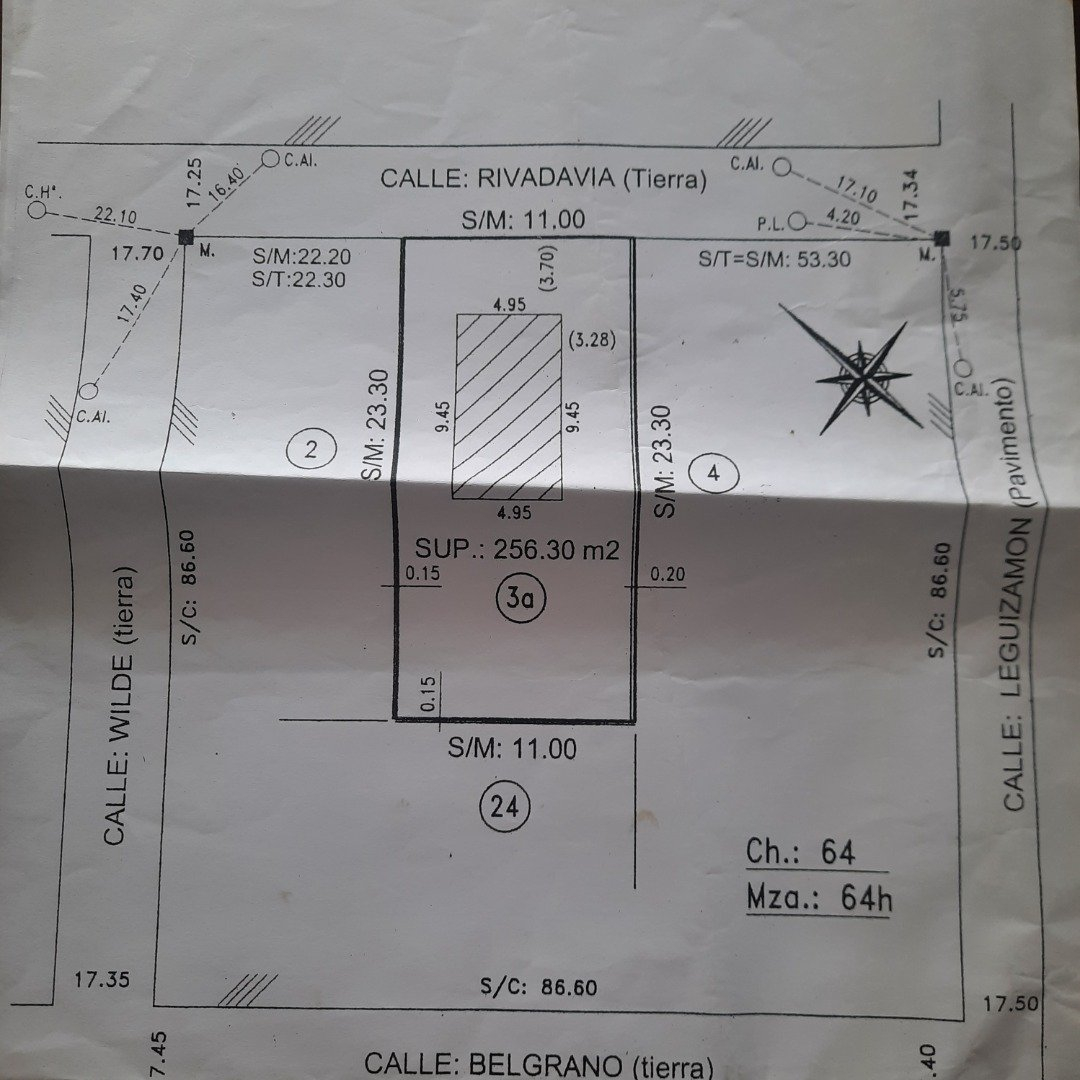 C.H°.
22.10
17.25
16.40
C.Al.
CALLE: RIVADAVIA (Tierra)
S/M: 11.00
C.Al.
17.10
17.34
P.L.
4.20
17.70
M.
S/M:22.20
S/T:22.30
(3.70)
S/T=S/M: 53.30
M.
17.50
17.40
4.95
(3.28)
5.75
C.Al.
C.Al.
9.45
9.45
S/M: 23.30
S/M: 23.30
2
4
4.95
SUP.: 256.30 m2
0.15
3a
0.20
S/C: 86.60
S/C: 86.60
CALLE: WILDE (tierra)
CALLE: LEGUIZAMON (Pavimento)
0.15
S/M: 11.00
24
Ch.: 64
Mza.: 64h
17.35
S/C: 86.60
17.50
7.45
CALLE: BELGRANO (tierra)
.40